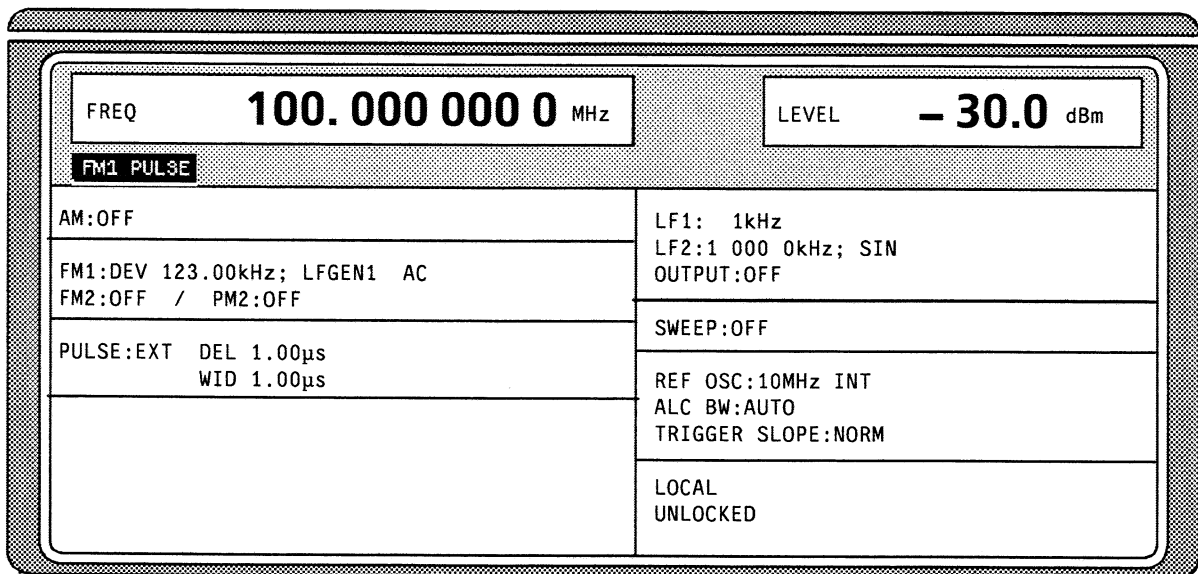 FREQ 100. 000 000 0 MHz
LEVEL – 30.0 dBm
FM1 PULSE
AM:OFF
FM1:DEV 123.00kHz; LFGEN1 AC
FM2:OFF / PM2:OFF
PULSE:EXT DEL 1.00µs
WID 1.00µs
LF1: 1kHz
LF2:1 000 0kHz; SIN
OUTPUT:OFF
SWEEP:OFF
REF OSC:10MHz INT
ALC BW:AUTO
TRIGGER SLOPE:NORM
LOCAL
UNLOCKED